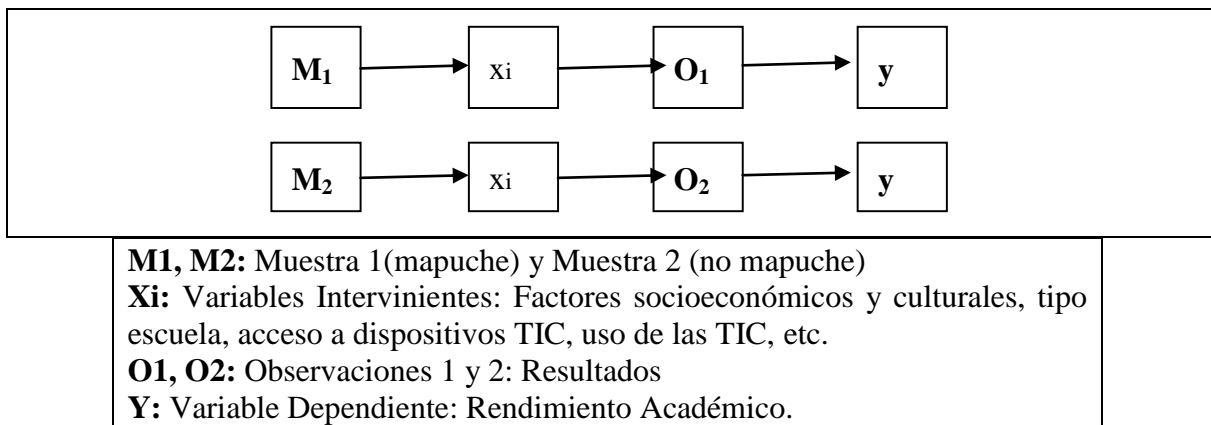 M₁ xi O₁ y
M₂ xi O₂ y
M1, M2: Muestra 1(mapuche) y Muestra 2 (no mapuche)
Xi: Variables Intervinientes: Factores socioeconómicos y culturales, tipo
escuela, acceso a dispositivos TIC, uso de las TIC, etc.
O1, O2: Observaciones 1 y 2: Resultados
Y: Variable Dependiente: Rendimiento Académico.